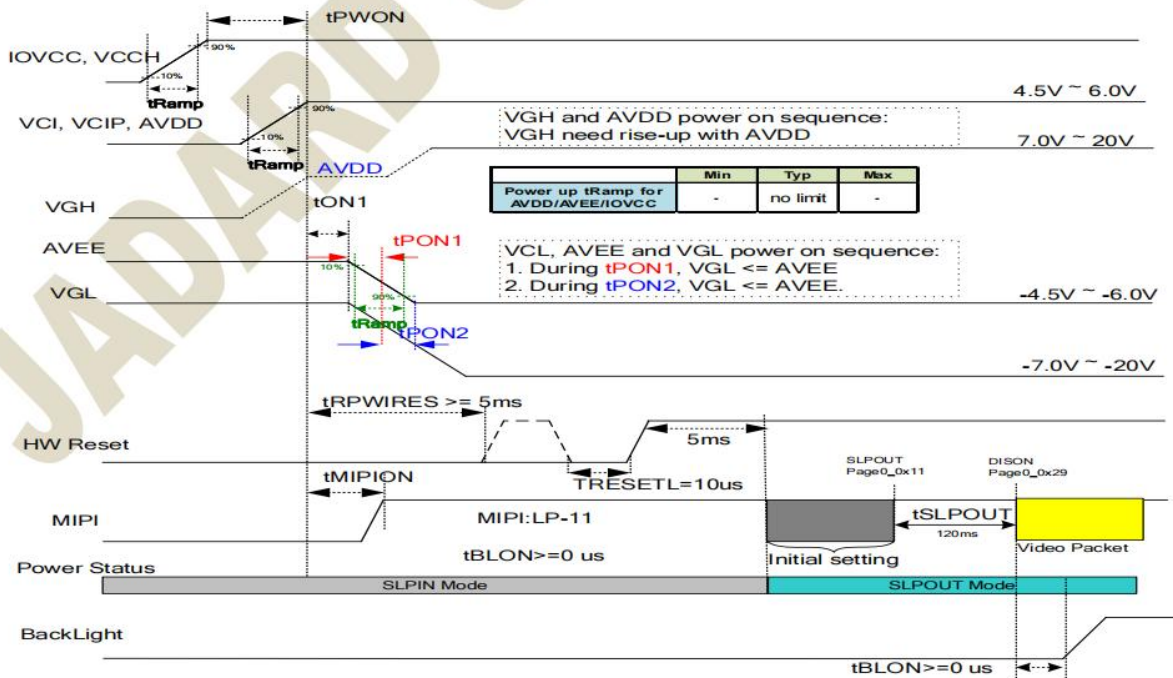 JADARD
tPWON
IOVCC, VCCH
90%
10%
tRamp
4.5V ~ 6.0V
VCI, VCIP, AVDD
90%
10%
tRamp
VGH and AVDD power on sequence:
VGH need rise-up with AVDD
7.0V ~ 20V
AVDD
Min Typ Max
Power up tRamp for AVDD/AVEE/IOVCC - no limit -
VGH
tON1
AVEE
tPON1
10%
VCL, AVEE and VGL power on sequence:
1. During tPON1, VGL <= AVEE
2. During tPON2, VGL <= AVEE.
VGL
90%
-4.5V ~ -6.0V
tRamp
tPON2
-7.0V ~ -20V
tRPWIRES >= 5ms
HW Reset
5ms
TRESETL=10us
SLPOUT
Page0_0x11
DISON
Page0_0x29
tMIPION
MIPI
MIPI:LP-11
tSLPOUT
120ms
tBLON>=0 us
Initial setting
Video Packet
Power Status
SLPIN Mode
SLPOUT Mode
BackLight
tBLON>=0 us